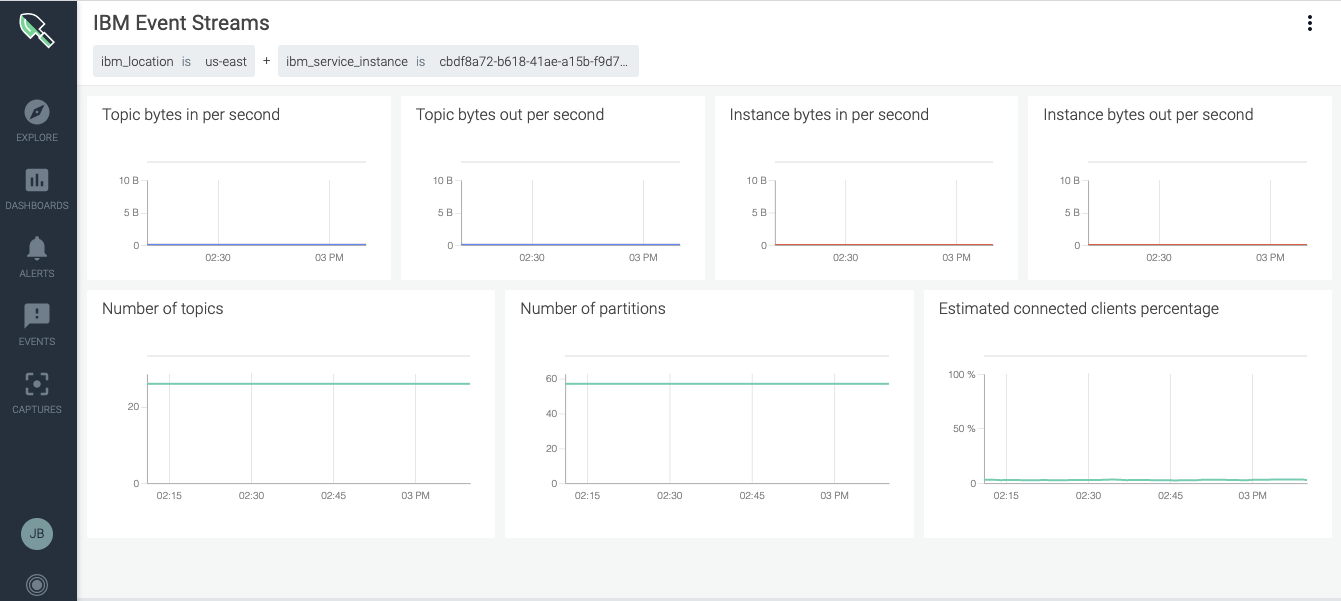 IBM Event Streams
ibm_location is us-east + ibm_service_instance is cbdf8a72-b618-41ae-a15b-f9d7...
EXPLORE
DASHBOARDS
ALERTS
EVENTS
CAPTURES
JB
Topic bytes in per second
10 B
5 B
0
02:30 03 PM
Topic bytes out per second
10 B
5 B
0
02:30 03 PM
Instance bytes in per second
10 B
5 B
0
02:30 03 PM
Instance bytes out per second
10 B
5 B
0
02:30 03 PM
Number of topics
20
0
02:15 02:30 02:45 03 PM
Number of partitions
60
40
20
0
02:15 02:30 02:45 03 PM
Estimated connected clients percentage
100 %
50 %
0
02:15 02:30 02:45 03 PM